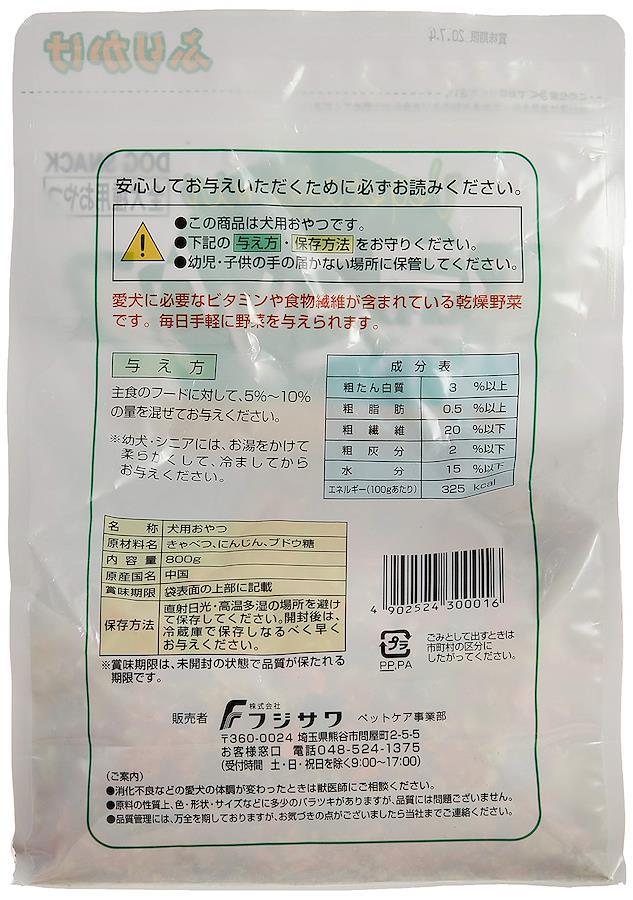 ふりかけ
賞味期限 20.7.4
DOG SNACK
安心してお与えいただくために必ずお読みください。
●この商品は犬用おやつです。
●下記の 与え方・保存方法 をお守りください。
●幼児・子供の手の届かない場所に保管してください。
愛犬に必要なビタミンや食物繊維が含まれている乾燥野菜
です。毎日手軽に野菜を与えられます。
与え方
主食のフードに対して、5%〜10%
の量を混ぜてお与えください。
※幼犬・シニアには、お湯をかけて
柔らかくして、冷ましてから
お与えください。
成分表
粗たん白質 3 %以上
粗脂肪 0.5 %以上
粗繊維 20 %以下
粗灰分 2 %以下
水分 15 %以下
エネルギー(100gあたり) 325 kcal
名称 犬用おやつ
原材料名 きゃべつ、にんじん、ブドウ糖
内容量 800g
原産国名 中国
賞味期限 袋表面の上部に記載
保存方法 直射日光・高温多湿の場所を避け
て保存してください。開封後は、
冷蔵庫で保存しなるべく早く
お与えください。
※賞味期限は、未開封の状態で品質が保たれる
期限です。
4 902524 300016
プラ
PP,PA
ごみとして出すときは
市町村の区分に
したがってください。
販売者 株式会社 フジサワ ペットケア事業部
〒360-0024 埼玉県熊谷市問屋町2-5-5
お客様窓口 電話048-524-1375
(受付時間 土・日・祝日を除く9:00〜17:00)
〈ご案内〉
●消化不良などの愛犬の体調が変わったときは獣医師にご相談ください。
●原料の性質上、色・形状・サイズなどに多少のバラツキがありますが、品質には問題ございません。
●品質管理には、万全を期しておりますが、お気づきの点がございましたら当社までご連絡ください。